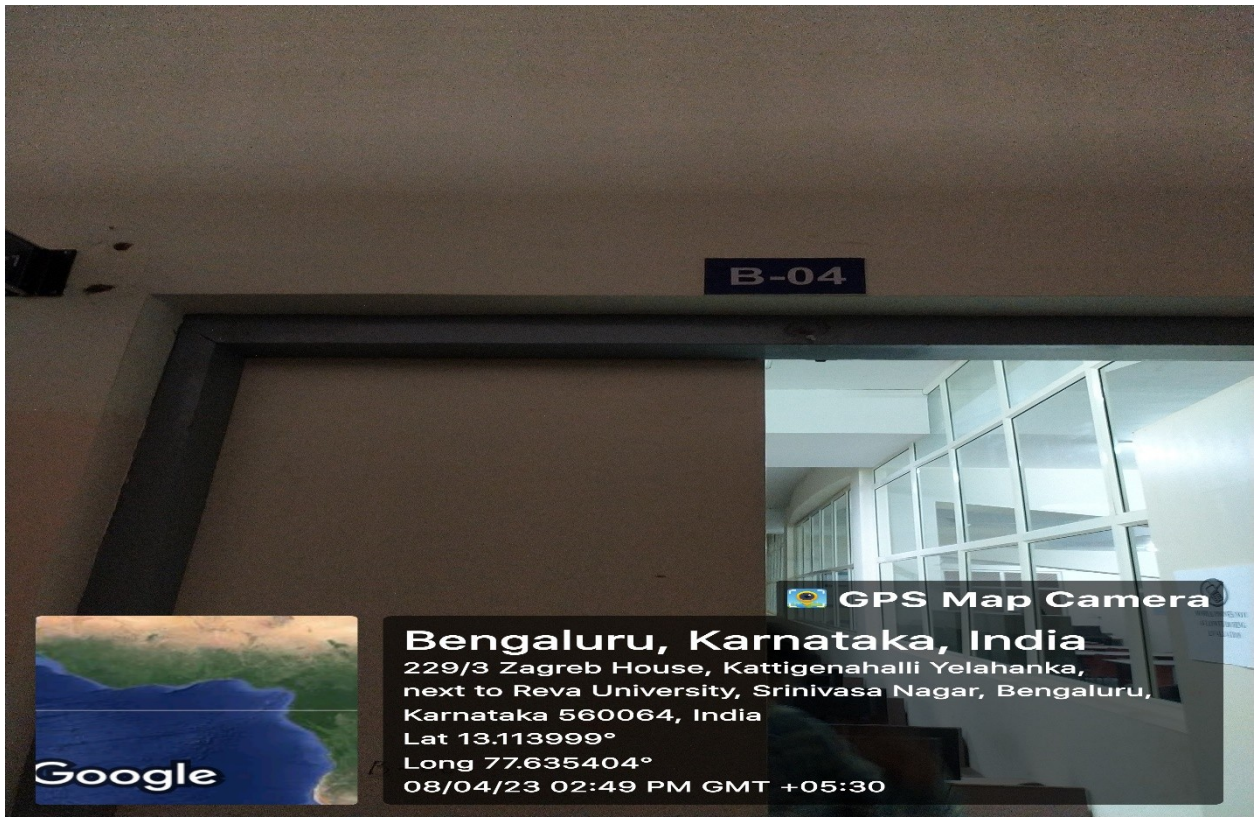 B-04
GPS Map Camera
Bengaluru, Karnataka, India
229/3 Zagreb House, Kattigenahalli Yelahanka,
next to Reva University, Srinivasa Nagar, Bengaluru,
Karnataka 560064, India
Lat 13.113999°
Long 77.635404°
08/04/23 02:49 PM GMT +05:30
Google